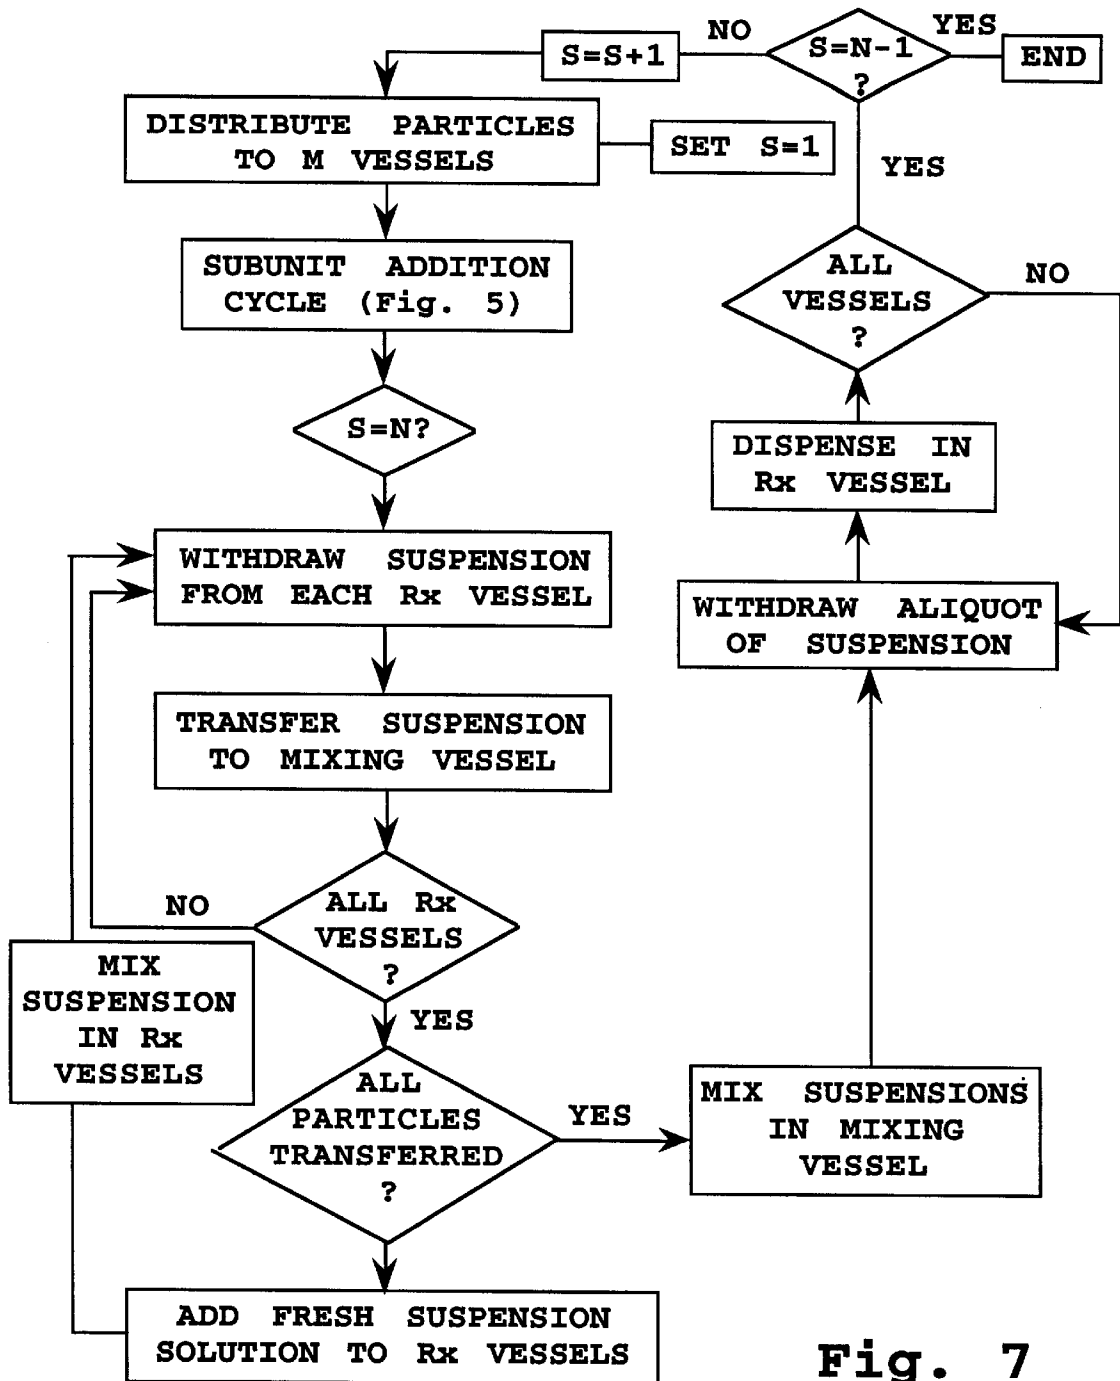 NO
YES
S=S+1
S=N-1
?
END
DISTRIBUTE PARTICLES
TO M VESSELS
SET S=1
YES
SUBUNIT ADDITION
CYCLE (Fig. 5)
ALL
VESSELS
?
NO
S=N?
DISPENSE IN
Rx VESSEL
WITHDRAW SUSPENSION
FROM EACH Rx VESSEL
WITHDRAW ALIQUOT
OF SUSPENSION
TRANSFER SUSPENSION
TO MIXING VESSEL
NO
ALL Rx
VESSELS
?
MIX
SUSPENSION
IN Rx
VESSELS
YES
ALL
PARTICLES
TRANSFERRED
?
YES
MIX SUSPENSIONS
IN MIXING
VESSEL
ADD FRESH SUSPENSION
SOLUTION TO Rx VESSELS
Fig. 7